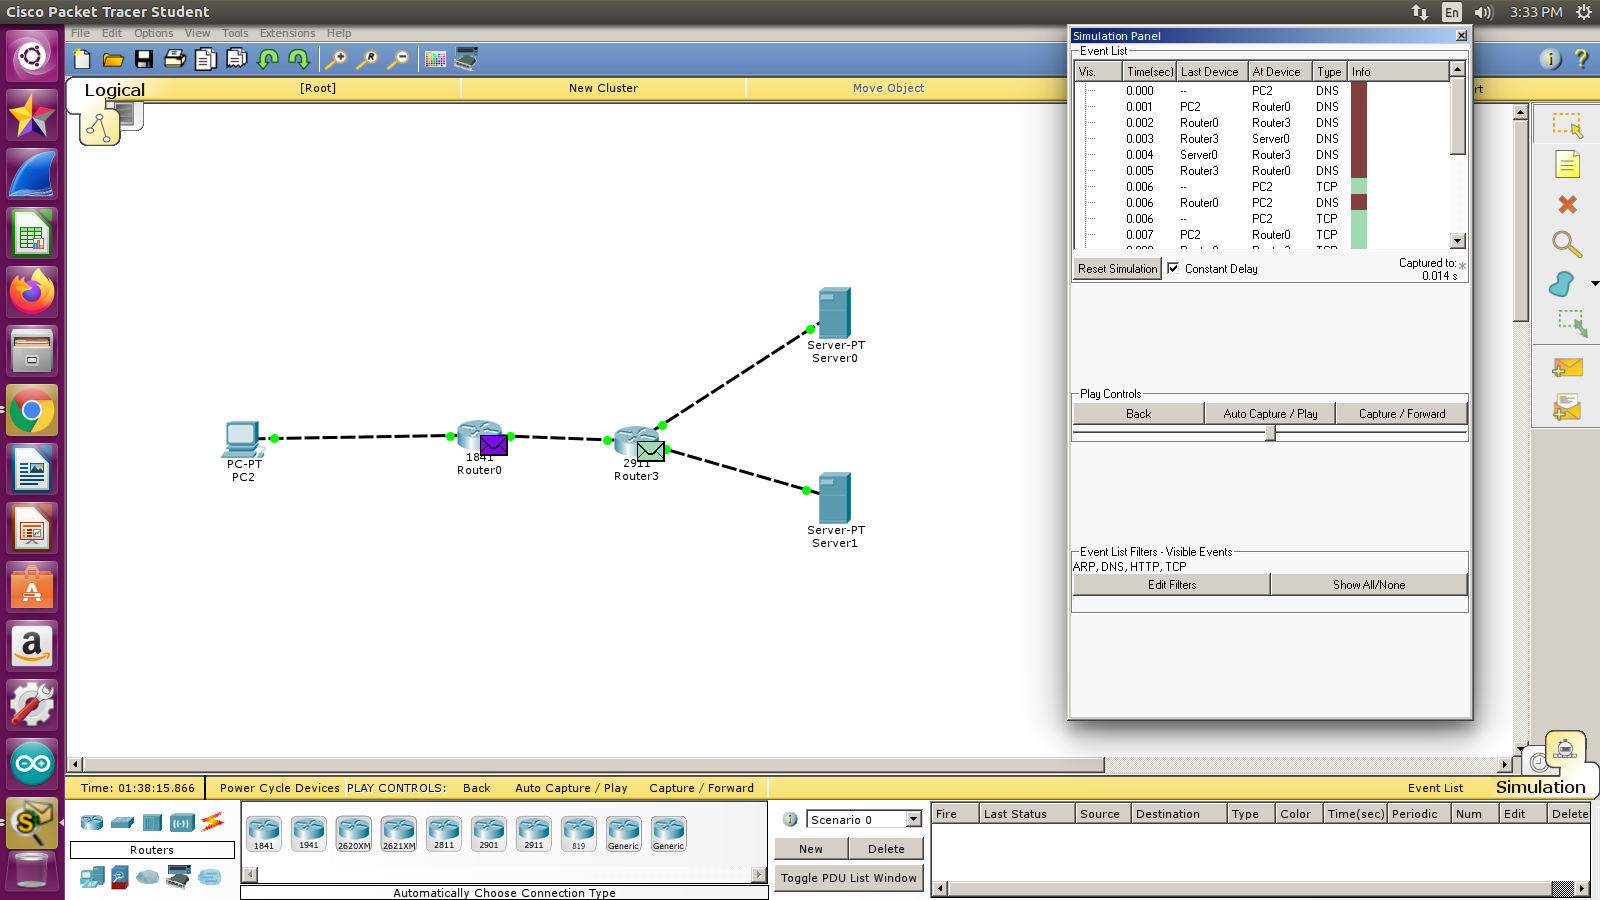 Cisco Packet Tracer Student
En
3:33 PM
File Edit Options View Tools Extensions Help
Logical
[Root]
New Cluster
Move Object
rt
Simulation Panel
Event List
Vis. Time(sec) Last Device At Device Type Info
0.000 -- PC2 DNS
0.001 PC2 Router0 DNS
0.002 Router0 Router3 DNS
0.003 Router3 Server0 DNS
0.004 Server0 Router3 DNS
0.005 Router3 Router0 DNS
0.006 -- PC2 TCP
0.006 Router0 PC2 DNS
0.006 -- PC2 TCP
0.007 PC2 Router0 TCP
Reset Simulation
Constant Delay
Captured to: *
0.014 s
Play Controls
Back
Auto Capture / Play
Capture / Forward
Event List Filters - Visible Events
ARP, DNS, HTTP, TCP
Edit Filters
Show All/None
Server-PT
Server0
PC-PT
PC2
1841
Router0
2911
Router3
Server-PT
Server1
Time: 01:38:15.866
Power Cycle Devices
PLAY CONTROLS:
Back
Auto Capture / Play
Capture / Forward
Event List
Simulation
Routers
1841
1941
2620XM
2621XM
2811
2901
2911
819
Generic
Generic
Automatically Choose Connection Type
Scenario 0
New
Delete
Toggle PDU List Window
Fire Last Status Source Destination Type Color Time(sec) Periodic Num Edit Delete